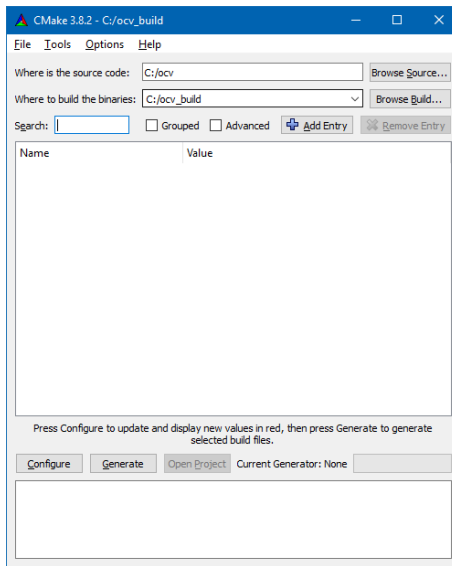 CMake 3.8.2 - C:/ocv_build
File Tools Options Help
Where is the source code: C:/ocv Browse Source...
Where to build the binaries: C:/ocv_build Browse Build...
Search: Grouped Advanced Add Entry Remove Entry
Name Value
Press Configure to update and display new values in red, then press Generate to generate
selected build files.
Configure Generate Open Project Current Generator: None